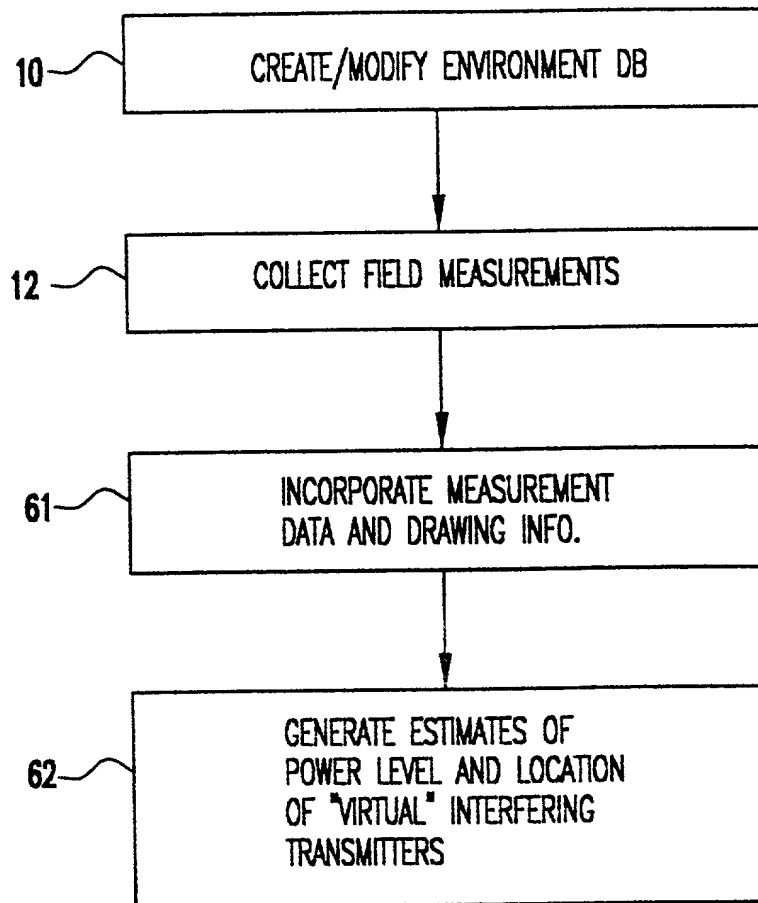 10
CREATE/MODIFY ENVIRONMENT DB
12
COLLECT FIELD MEASUREMENTS
61
INCORPORATE MEASUREMENT
DATA AND DRAWING INFO.
62
GENERATE ESTIMATES OF
POWER LEVEL AND LOCATION
OF "VIRTUAL" INTERFERING
TRANSMITTERS